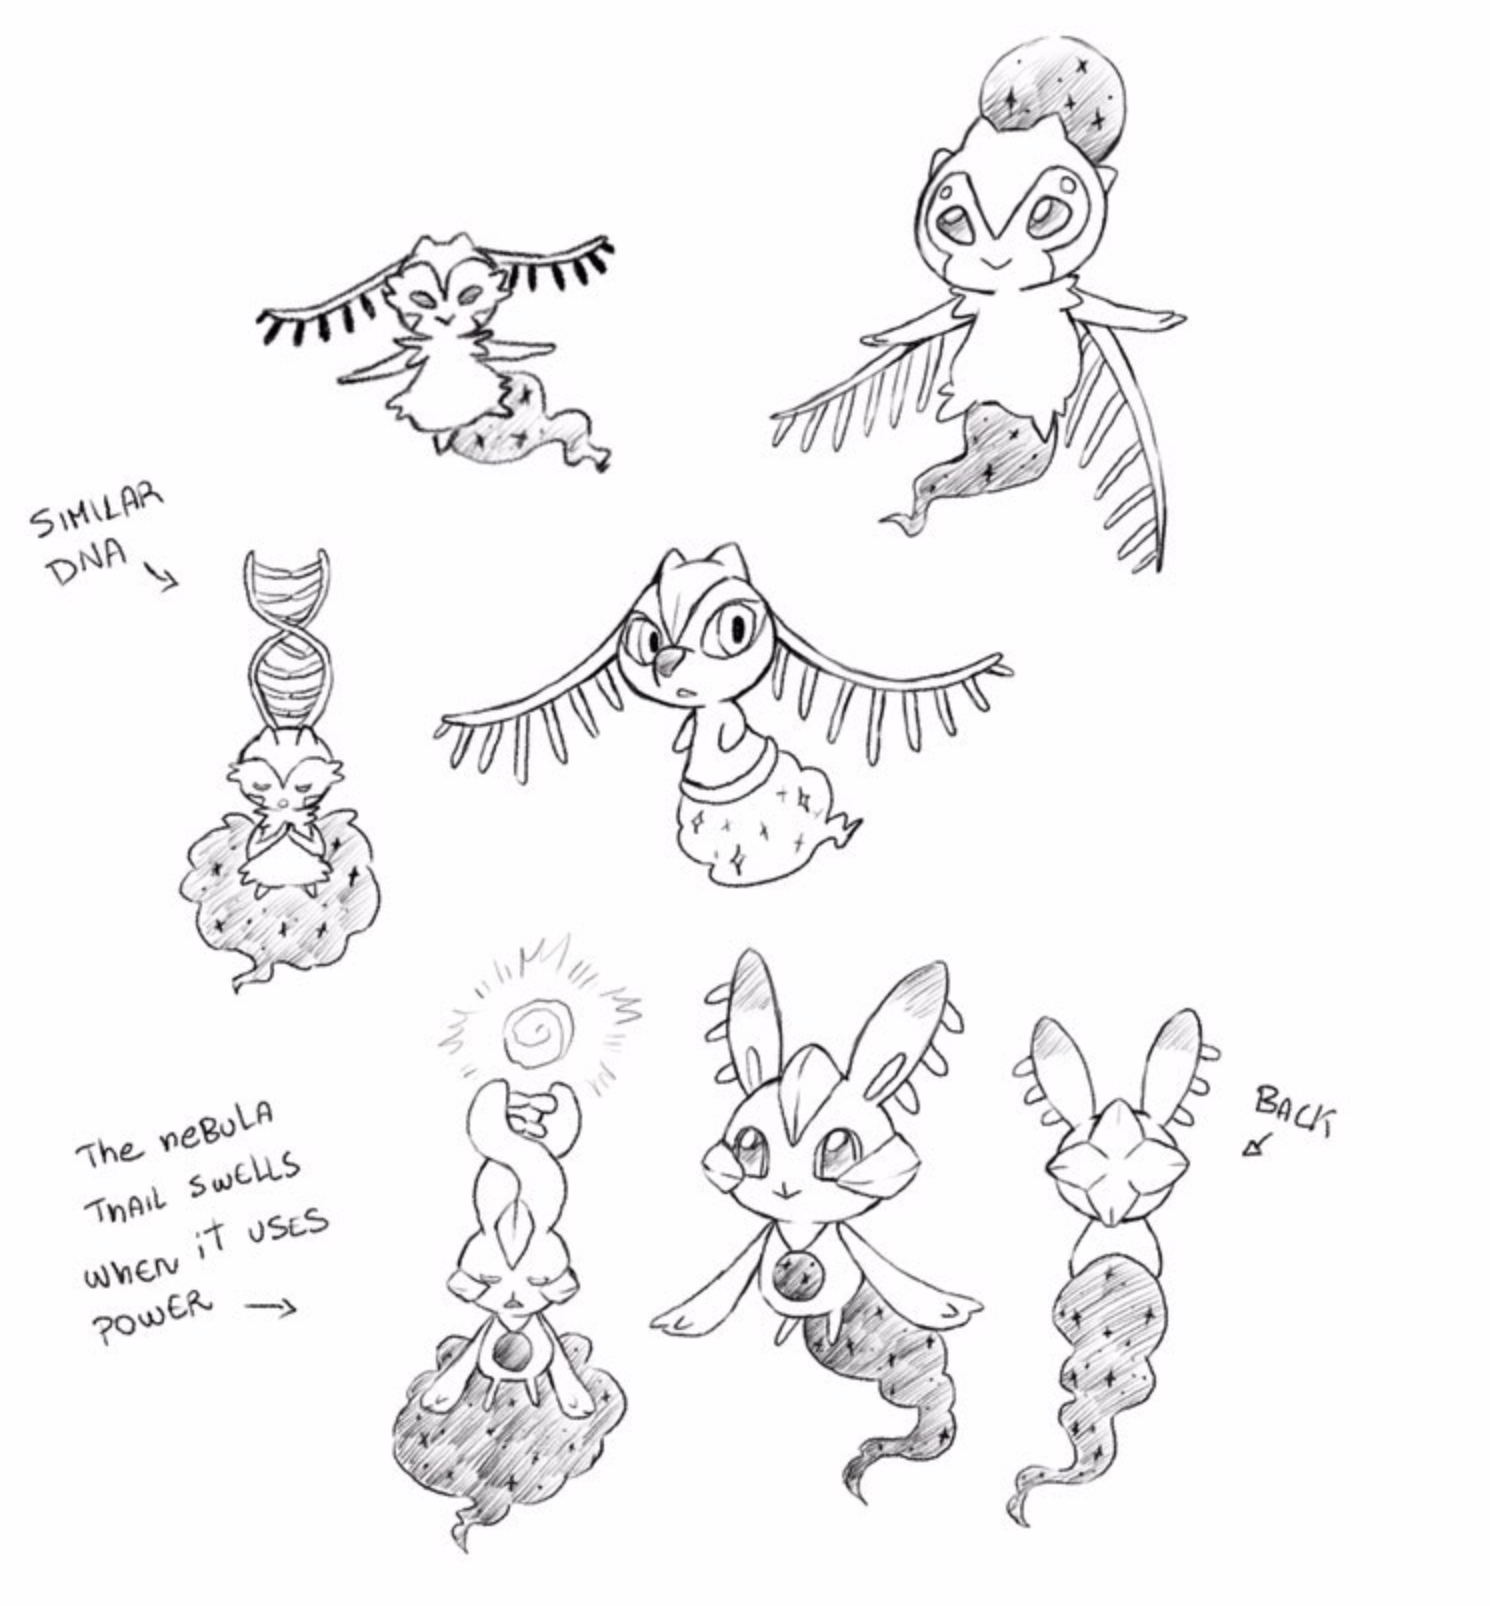 SIMILAR
DNA
The neBuLA
TnAiL SWELLS
WhEN iT USES
POWER
BACK